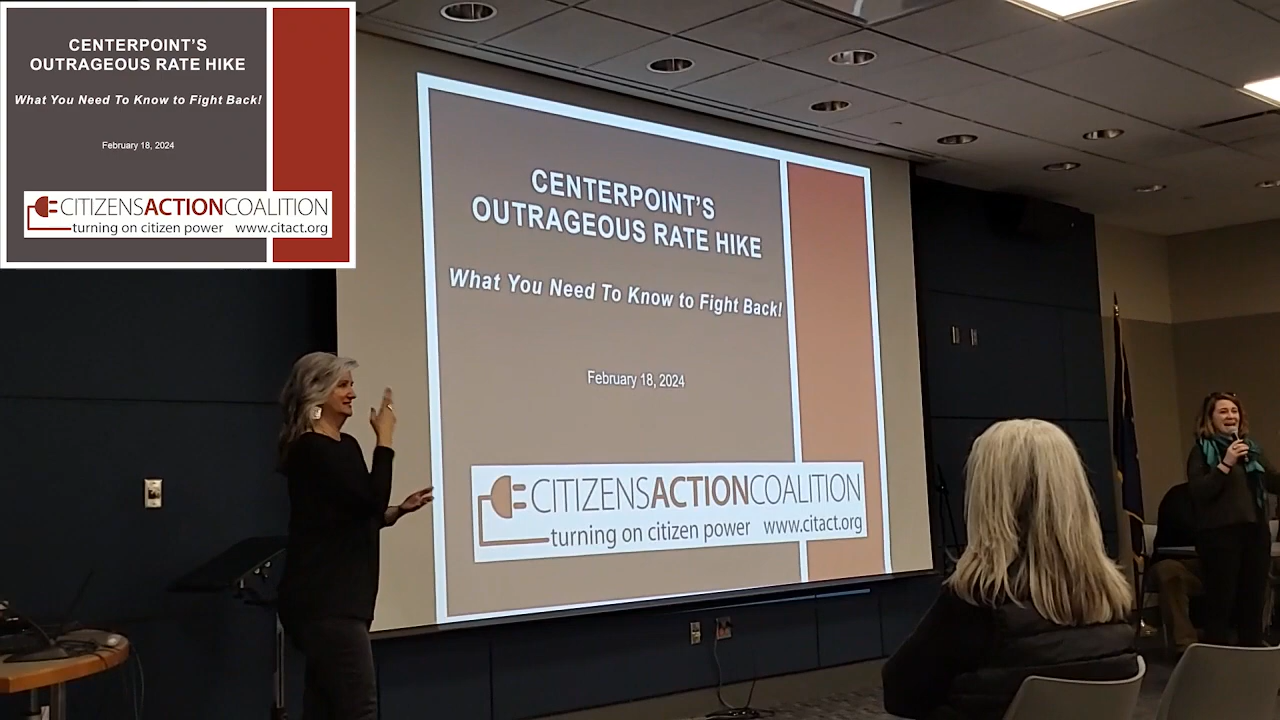 CENTERPOINT'S
OUTRAGEOUS RATE HIKE
What You Need To Know to Fight Back!
February 18, 2024
CITIZENSACTIONCOALITION
turning on citizen power www.citact.org
CENTERPOINT'S
OUTRAGEOUS RATE HIKE
What You Need To Know to Fight Back!
February 18, 2024
CITIZENSACTIONCOALITION
turning on citizen power www.citact.org